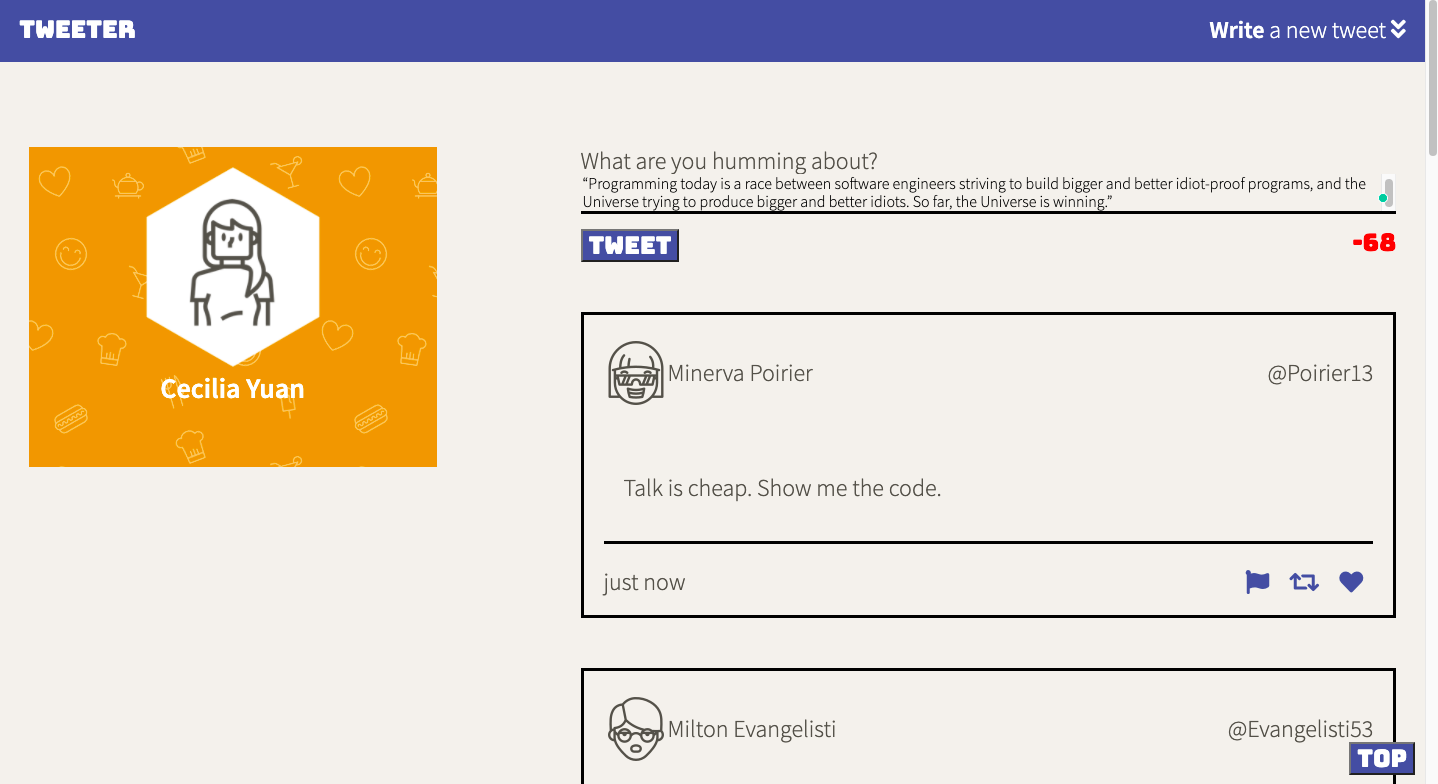 TWEETER
Write a new tweet
Cecilia Yuan
What are you humming about?
“Programming today is a race between software engineers striving to build bigger and better idiot-proof programs, and the
Universe trying to produce bigger and better idiots. So far, the Universe is winning.”
TWEET
-68
Minerva Poirier
@Poirier13
Talk is cheap. Show me the code.
just now
Milton Evangelisti
@Evangelisti53
TOP